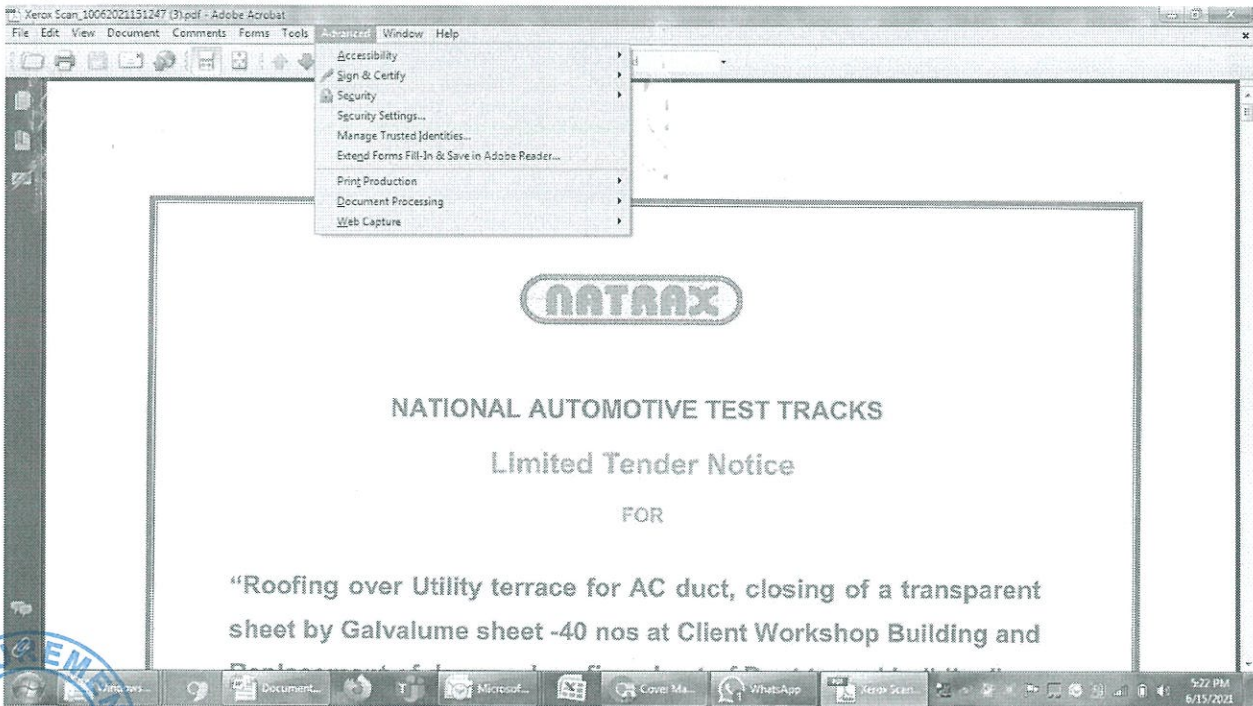 Xerox Scan_10062021151247 (3).pdf - Adobe Acrobat
File Edit View Document Comments Forms Tools Advanced Window Help
Accessibility
Sign & Certify
Security
Security Settings...
Manage Trusted Identities...
Extend Forms Fill-In & Save in Adobe Reader...
Print Production
Document Processing
Web Capture
NATRAX
NATIONAL AUTOMOTIVE TEST TRACKS
Limited Tender Notice
FOR
“Roofing over Utility terrace for AC duct, closing of a transparent
sheet by Galvalume sheet -40 nos at Client Workshop Building and
Document... Microsof... Covei Ma... WhatsApp Xerox Scan... 5:22 PM
6/15/2021